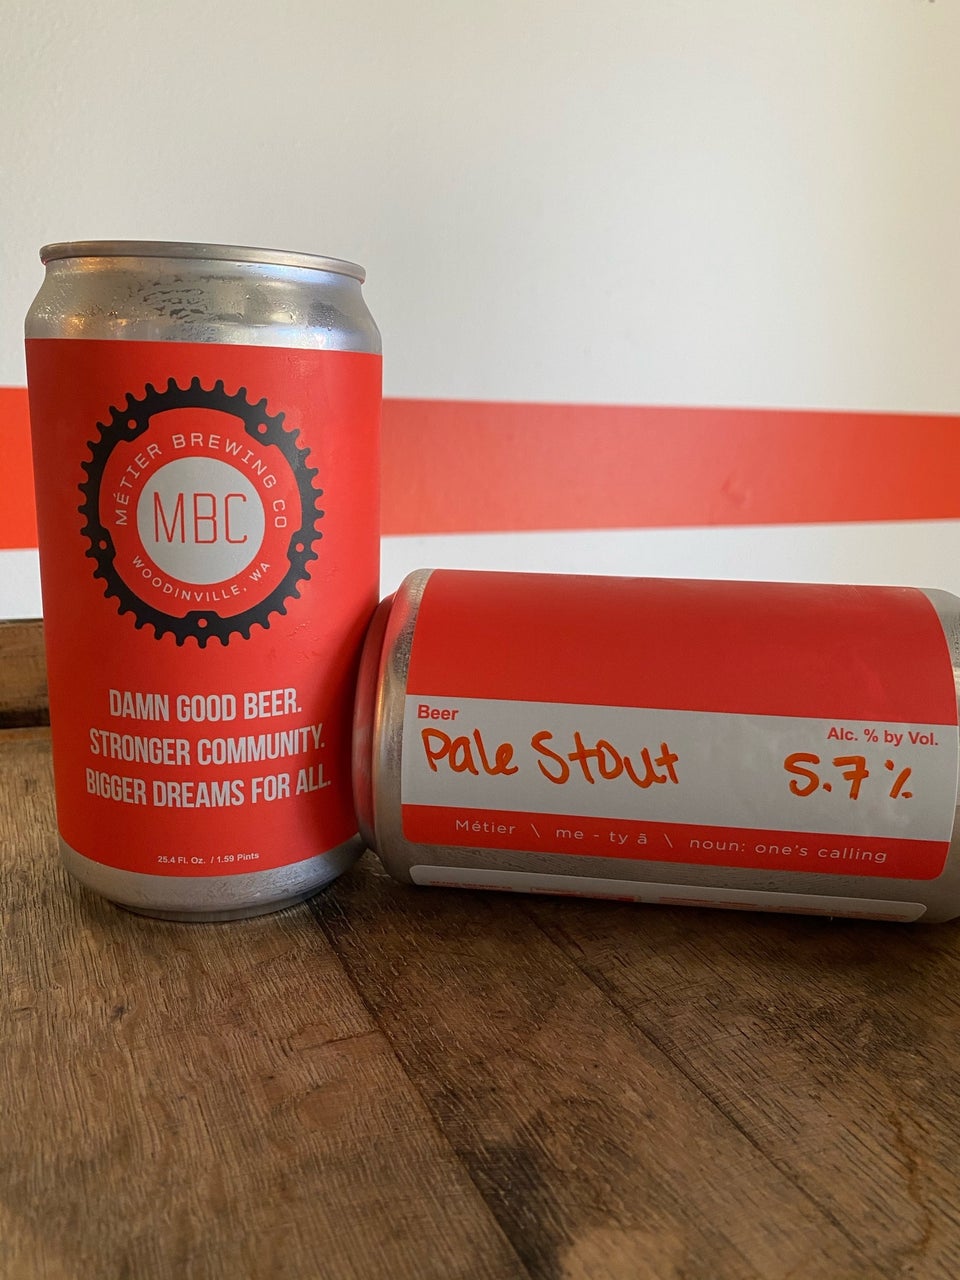 MÉTIER BREWING CO
MBC
WOODINVILLE, WA
DAMN GOOD BEER.
STRONGER COMMUNITY.
BIGGER DREAMS FOR ALL.
25.4 Fl. Oz. / 1.59 Pints
Beer
Alc. % by Vol.
Pale Stout 5.7%
Métier \ me - ty ā \ noun: one's calling